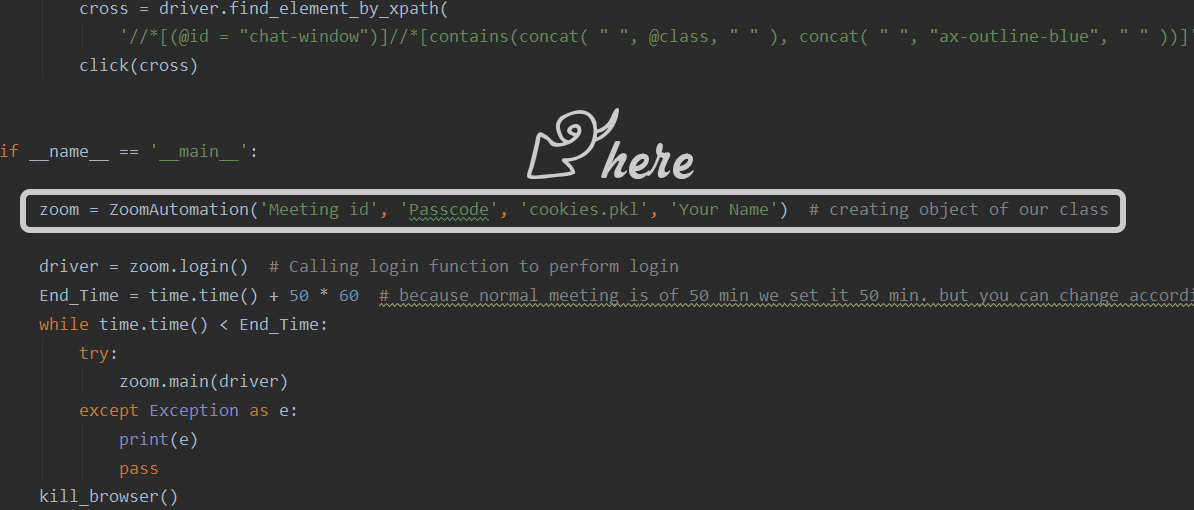 cross = driver.find_element_by_xpath(
'//*[(@id = "chat-window")]//*[contains(concat( " ", @class, " " ), concat( " ", "ax-outline-blue", " " ))]'
click(cross)
if __name__ == '__main__':
here
zoom = ZoomAutomation('Meeting id', 'Passcode', 'cookies.pkl', 'Your Name')  # creating object of our class
driver = zoom.login()  # Calling login function to perform login
End_Time = time.time() + 50 * 60  # because normal meeting is of 50 min we set it 50 min. but you can change accordi
while time.time() < End_Time:
try:
zoom.main(driver)
except Exception as e:
print(e)
pass
kill_browser()